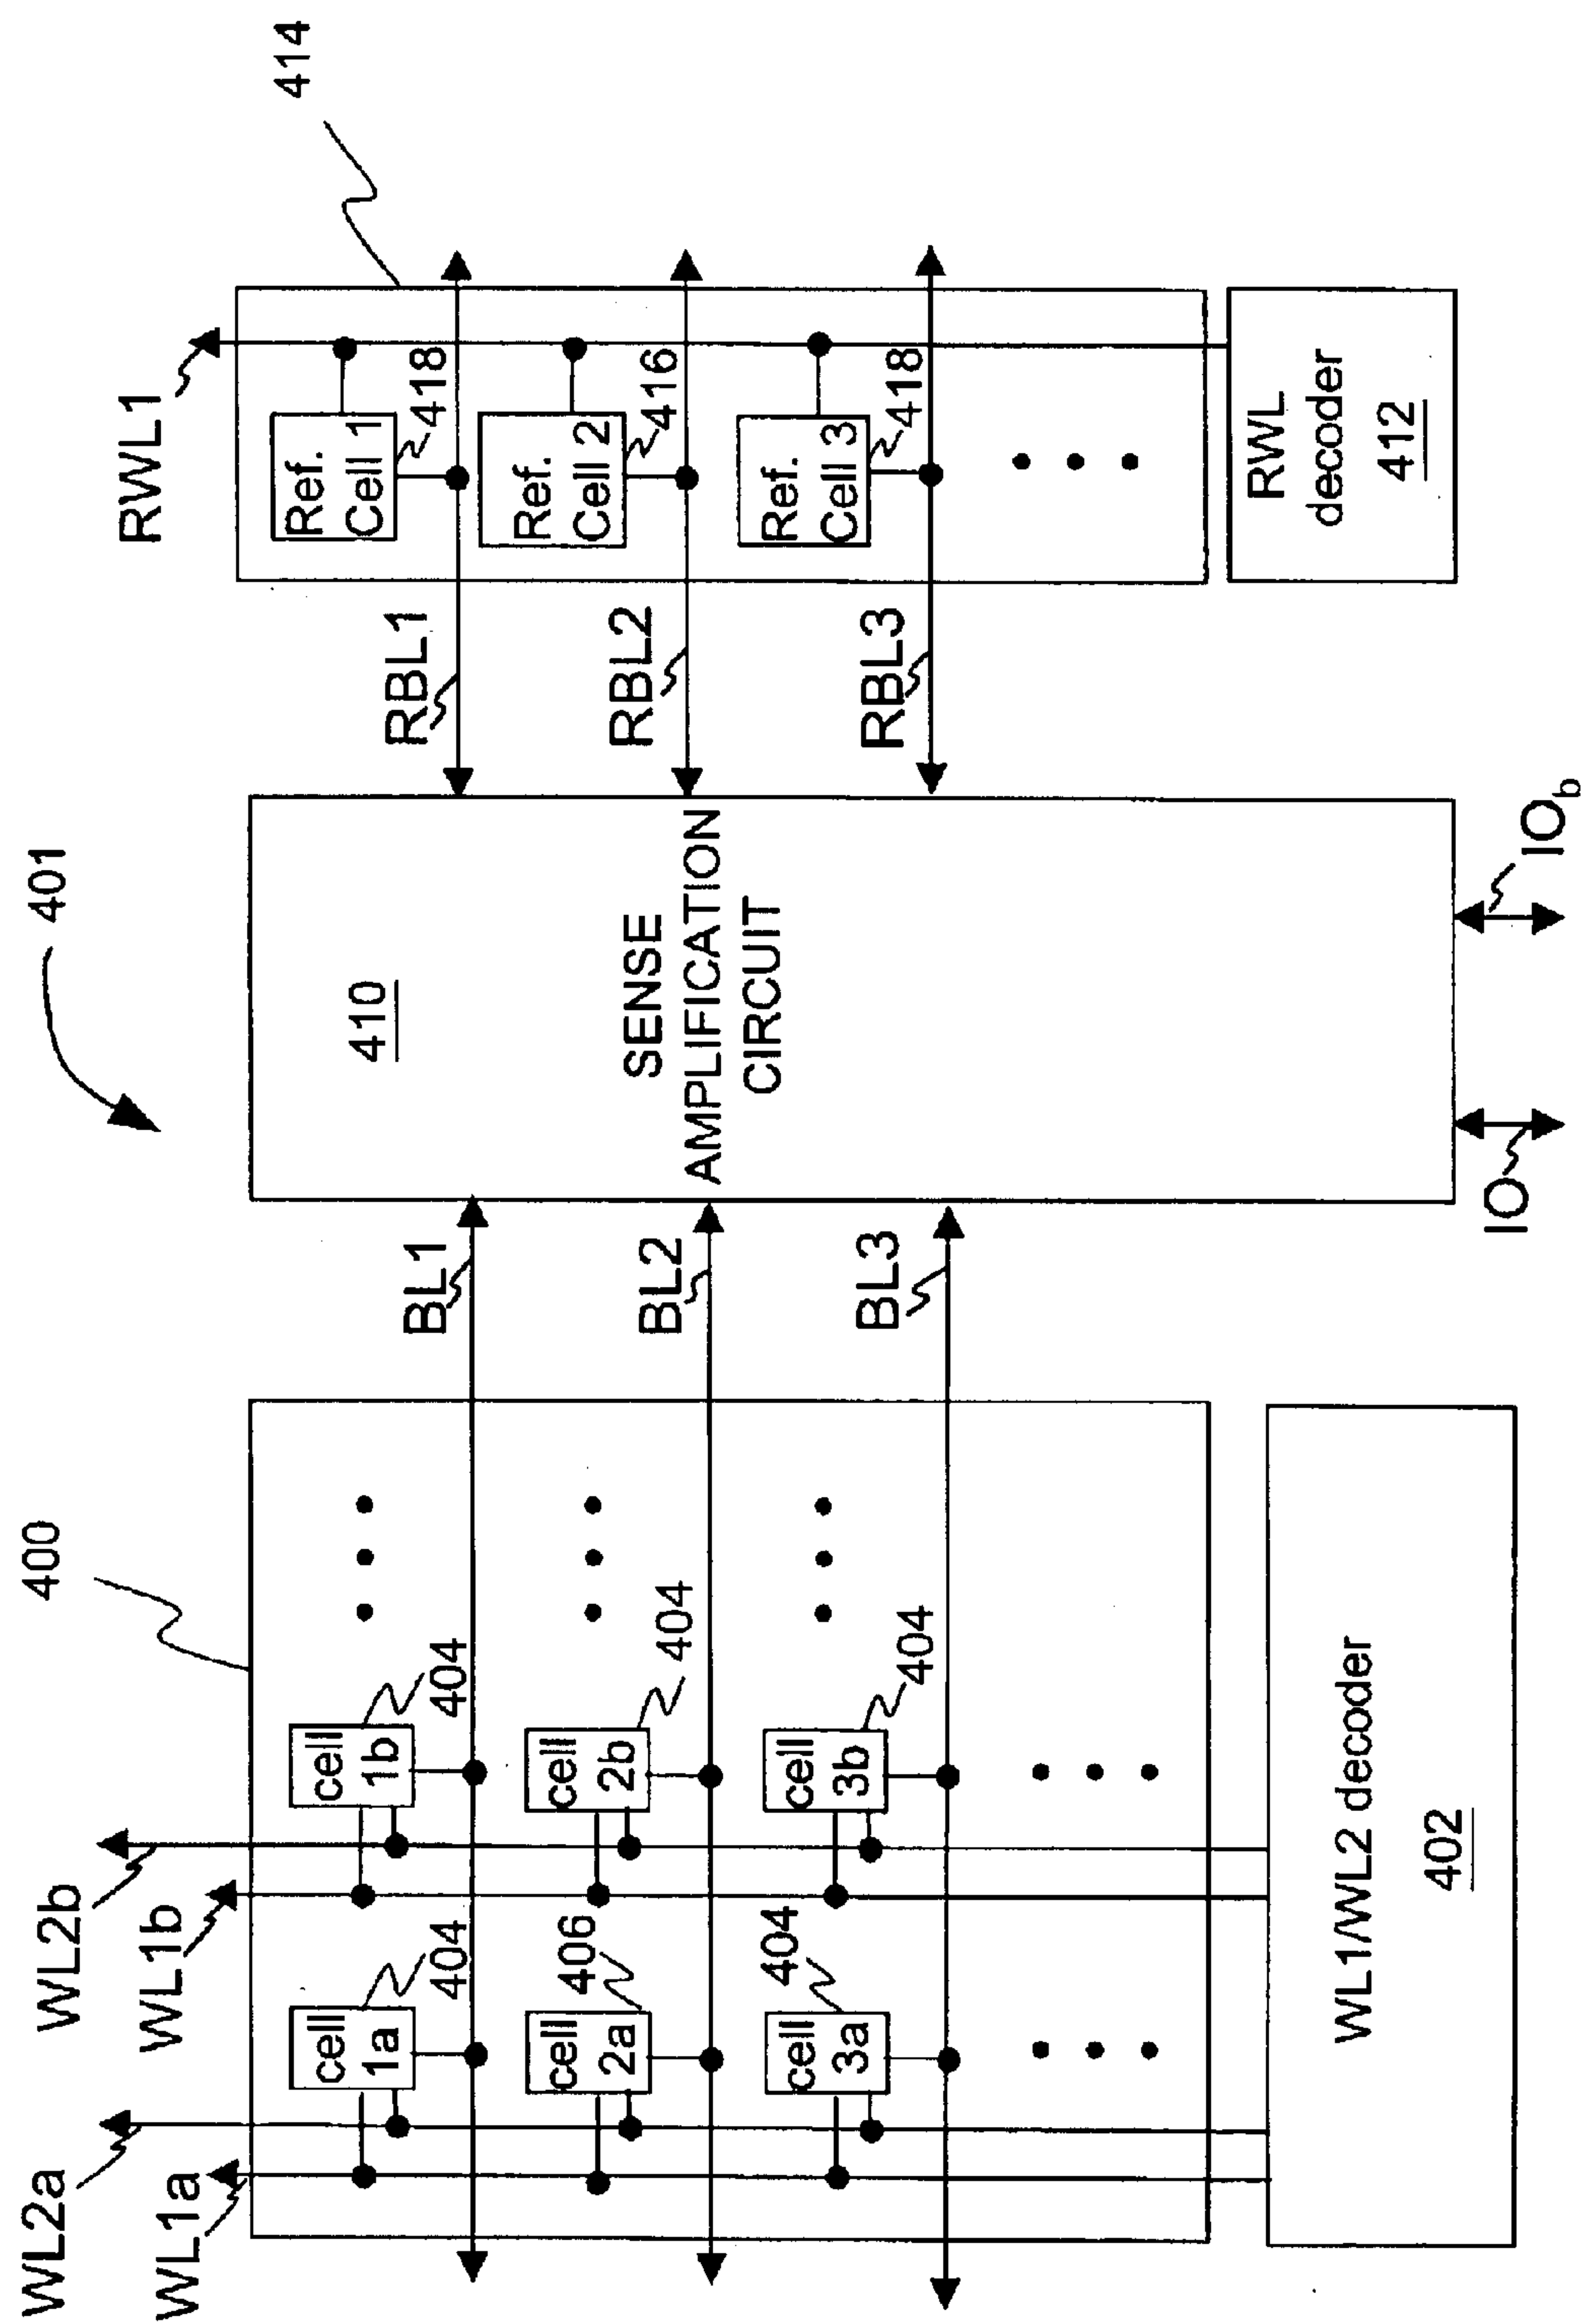 401
400
414
WL2a
WL1a
WL2b
WL1b
RWL1
cell
1a
404
cell
1b
404
BL1
410
RBL1
Ref.
Cell 1
418
cell
2a
406
cell
2b
404
BL2
SENSE
AMPLIFICATION
CIRCUIT
RBL2
Ref.
Cell 2
416
cell
3a
404
cell
3b
404
BL3
RBL3
Ref.
Cell 3
418
WL1/WL2 decoder
402
RWL
decoder
412
IO
IOb